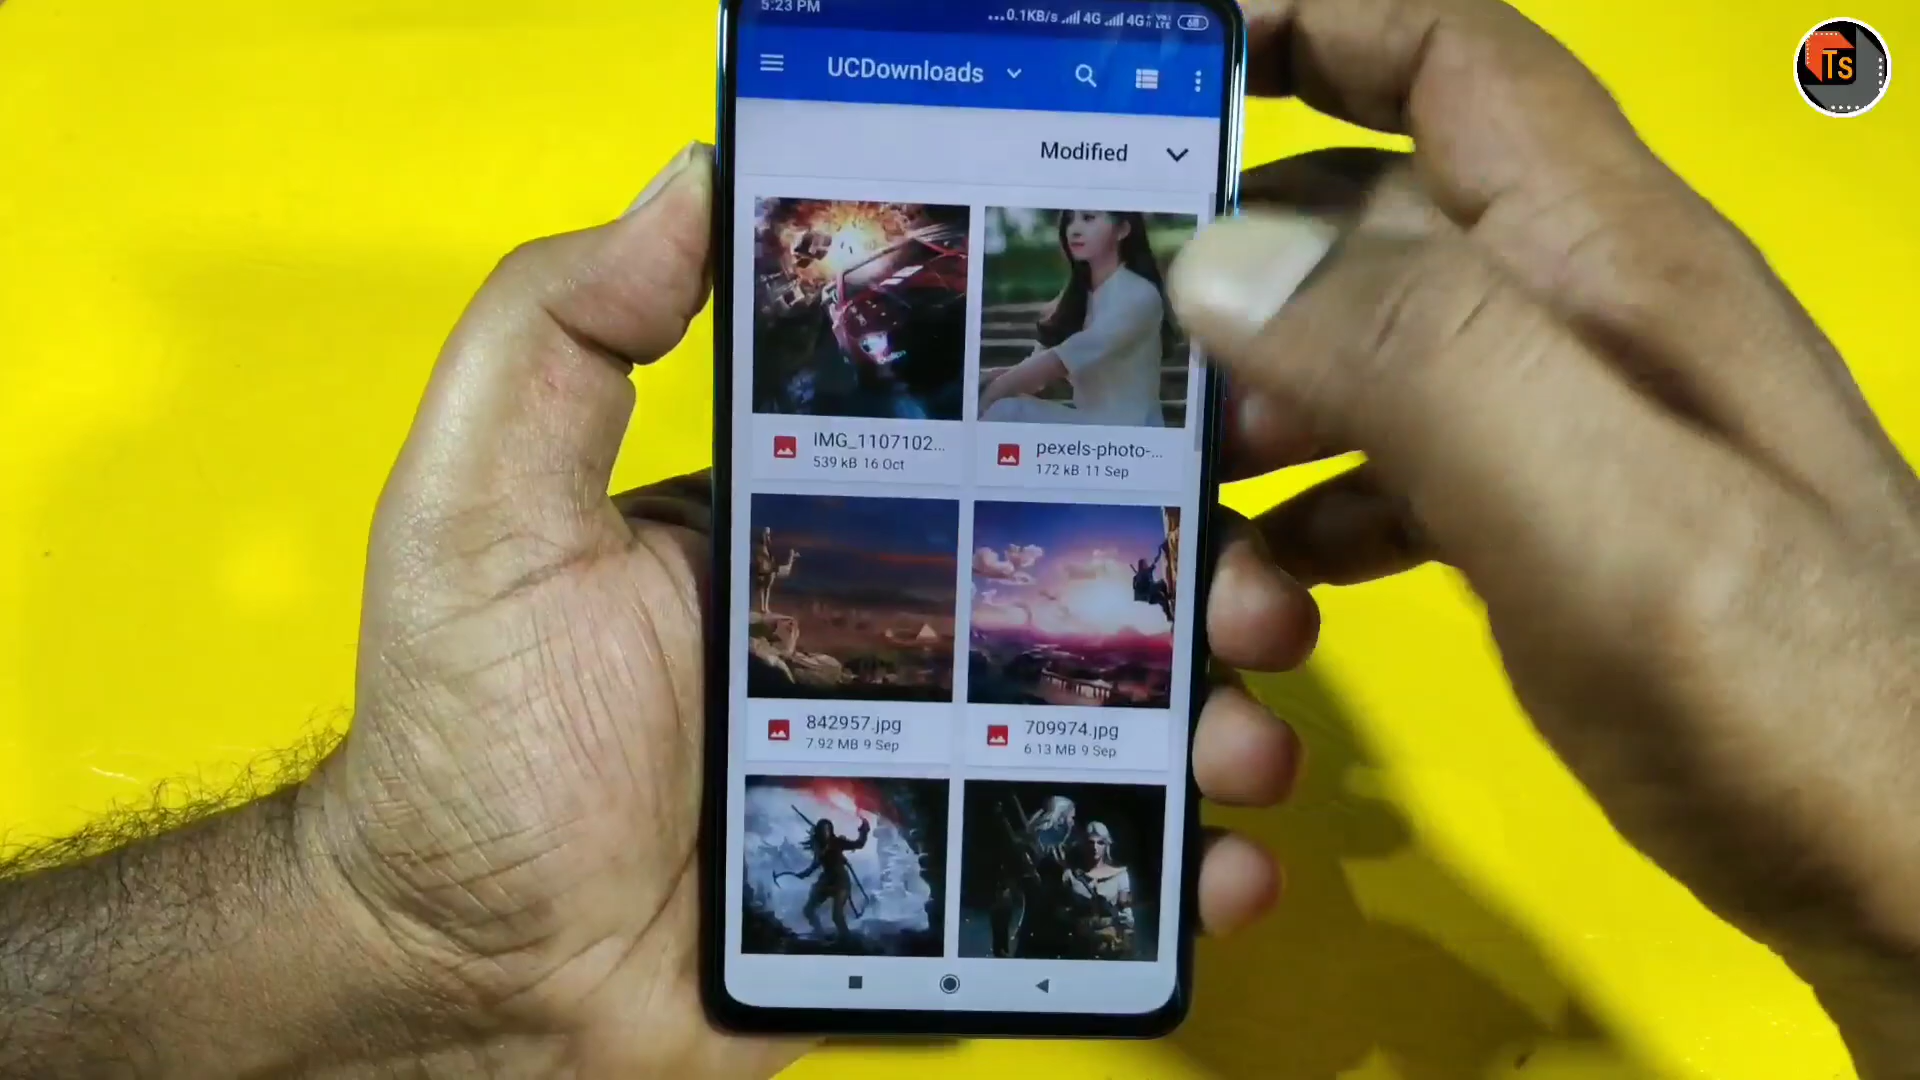 5:23 PM
...0.1KB/s 4G 4G+ 68
UCDownloads
Modified
IMG_1107102...
539 kB 16 Oct
pexels-photo-...
172 kB 11 Sep
842957.jpg
7.92 MB 9 Sep
709974.jpg
6.13 MB 9 Sep
Ts